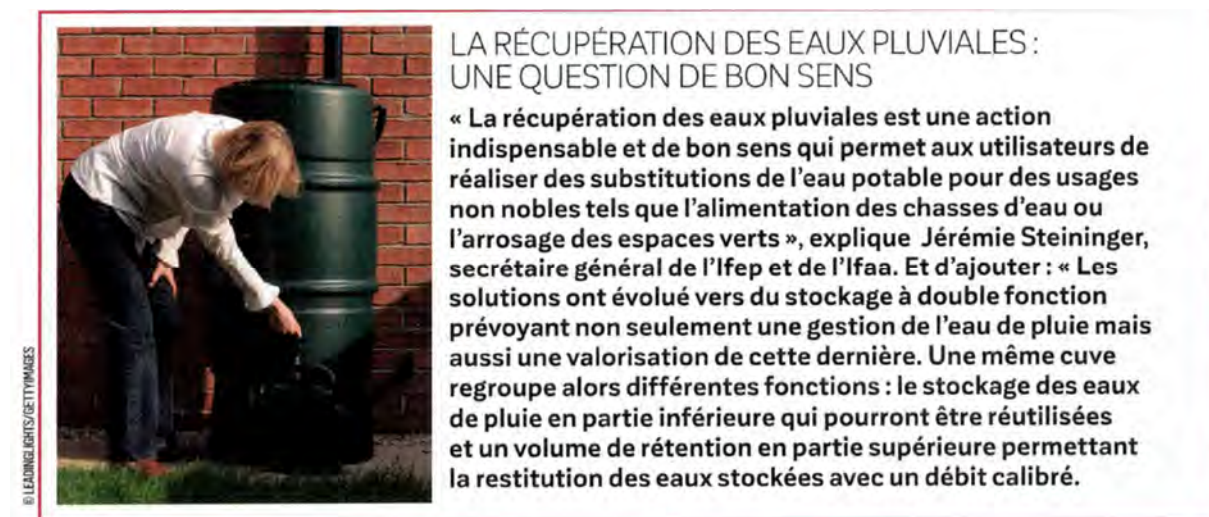 LA RÉCUPÉRATION DES EAUX PLUVIALES :
UNE QUESTION DE BON SENS
« La récupération des eaux pluviales est une action
indispensable et de bon sens qui permet aux utilisateurs de
réaliser des substitutions de l'eau potable pour des usages
non nobles tels que l'alimentation des chasses d'eau ou
l'arrosage des espaces verts », explique Jérémie Steininger,
secrétaire général de l'Ifep et de l'Ifaa. Et d'ajouter : « Les
solutions ont évolué vers du stockage à double fonction
prévoyant non seulement une gestion de l'eau de pluie mais
aussi une valorisation de cette dernière. Une même cuve
regroupe alors différentes fonctions : le stockage des eaux
de pluie en partie inférieure qui pourront être réutilisées
et un volume de rétention en partie supérieure permettant
la restitution des eaux stockées avec un débit calibré.
© LEADINGLIGHTS/GETTYIMAGES